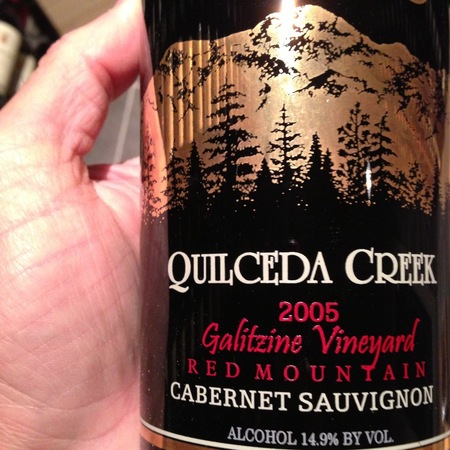 QUILCEDA CREEK
2005
Galitzine Vineyard
RED MOUNTAIN
CABERNET SAUVIGNON
ALCOHOL 14.9% BY VOL.